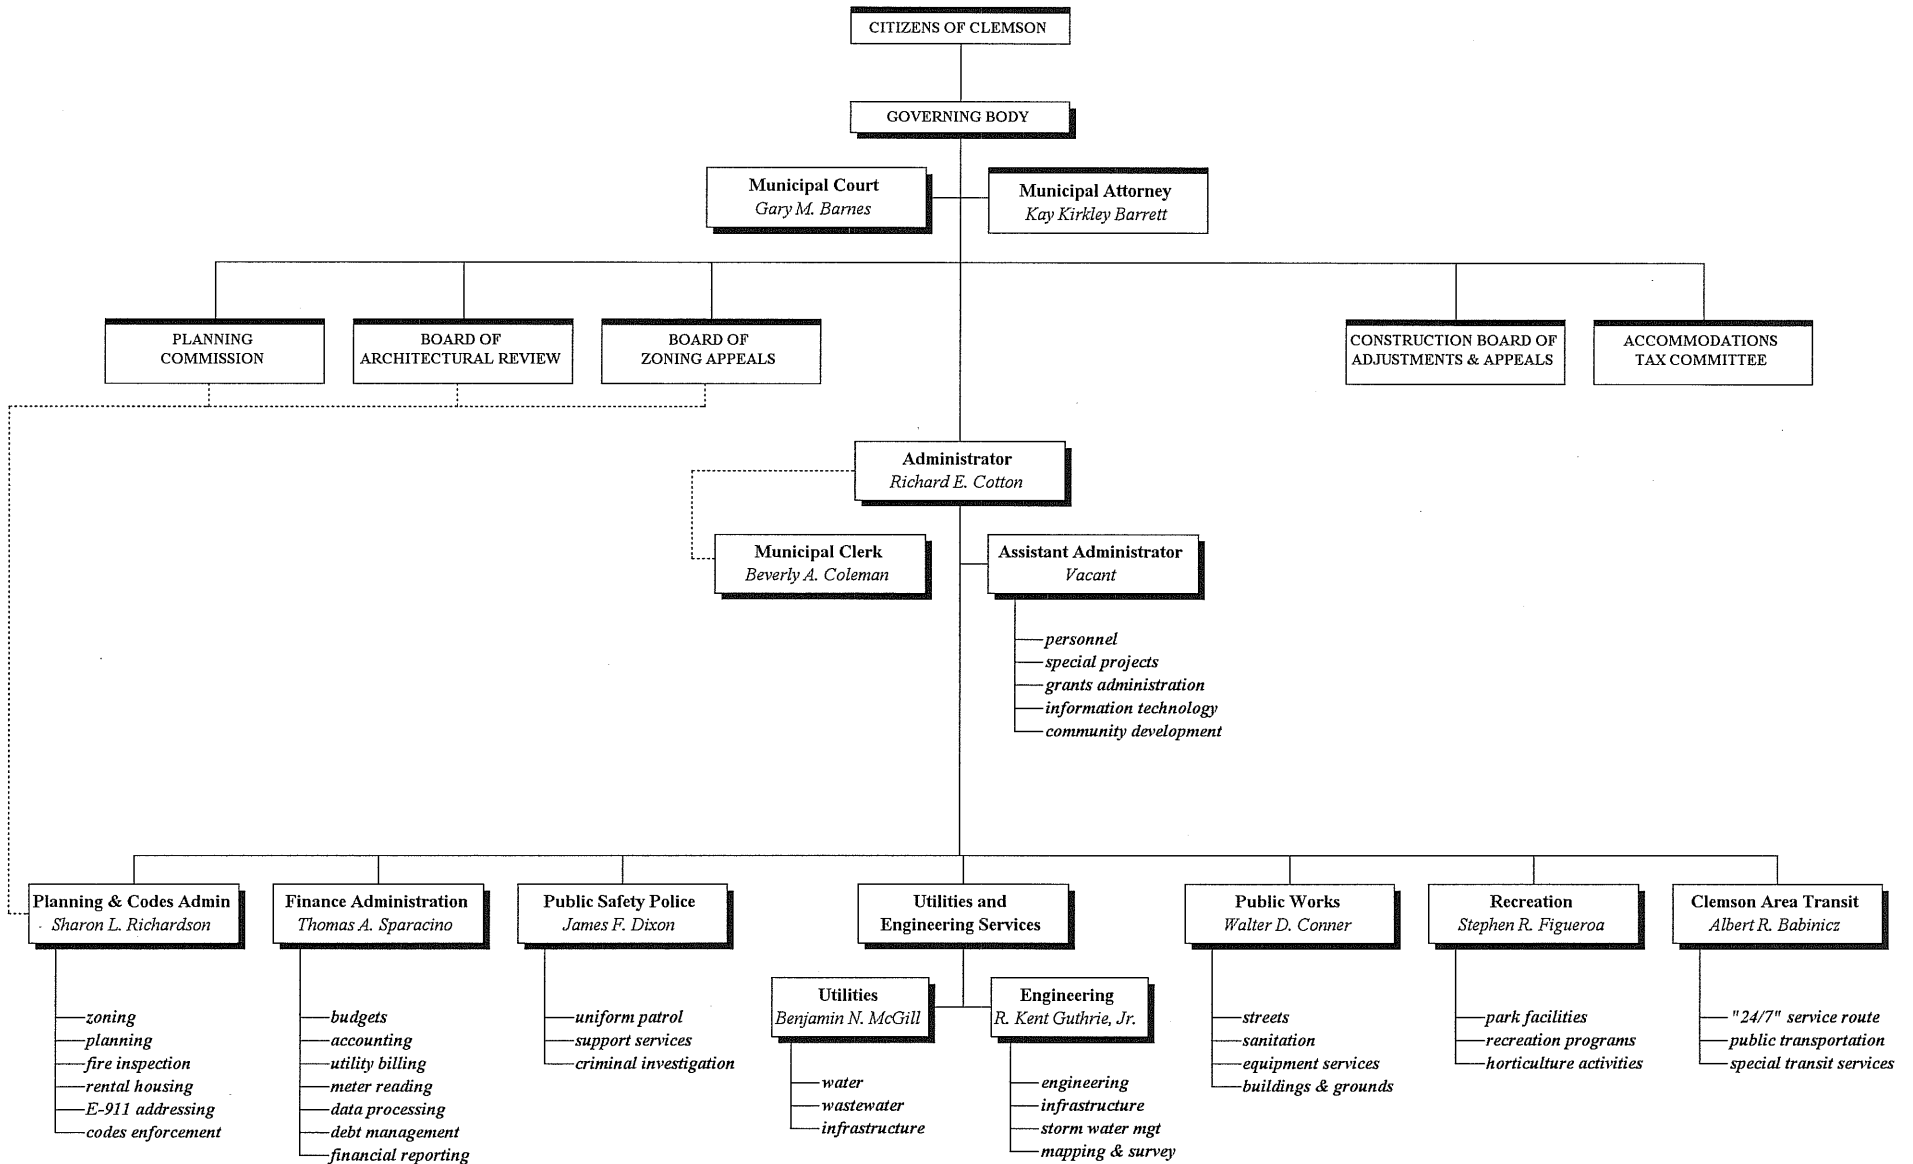 CITIZENS OF CLEMSON
GOVERNING BODY
Municipal Court
Gary M. Barnes
Municipal Attorney
Kay Kirkley Barrett
PLANNING
COMMISSION
BOARD OF
ARCHITECTURAL REVIEW
BOARD OF
ZONING APPEALS
CONSTRUCTION BOARD OF
ADJUSTMENTS & APPEALS
ACCOMMODATIONS
TAX COMMITTEE
Administrator
Richard E. Cotton
Municipal Clerk
Beverly A. Coleman
Assistant Administrator
Vacant
personnel
special projects
grants administration
information technology
community development
Planning & Codes Admin
Sharon L. Richardson
zoning
planning
fire inspection
rental housing
E-911 addressing
codes enforcement
Finance Administration
Thomas A. Sparacino
budgets
accounting
utility billing
meter reading
data processing
debt management
financial reporting
Public Safety Police
James F. Dixon
uniform patrol
support services
criminal investigation
Utilities and
Engineering Services
Utilities
Benjamin N. McGill
water
wastewater
infrastructure
Engineering
R. Kent Guthrie, Jr.
engineering
infrastructure
storm water mgt
mapping & survey
Public Works
Walter D. Conner
streets
sanitation
equipment services
buildings & grounds
Recreation
Stephen R. Figueroa
park facilities
recreation programs
horticulture activities
Clemson Area Transit
Albert R. Babinicz
"24/7" service route
public transportation
special transit services